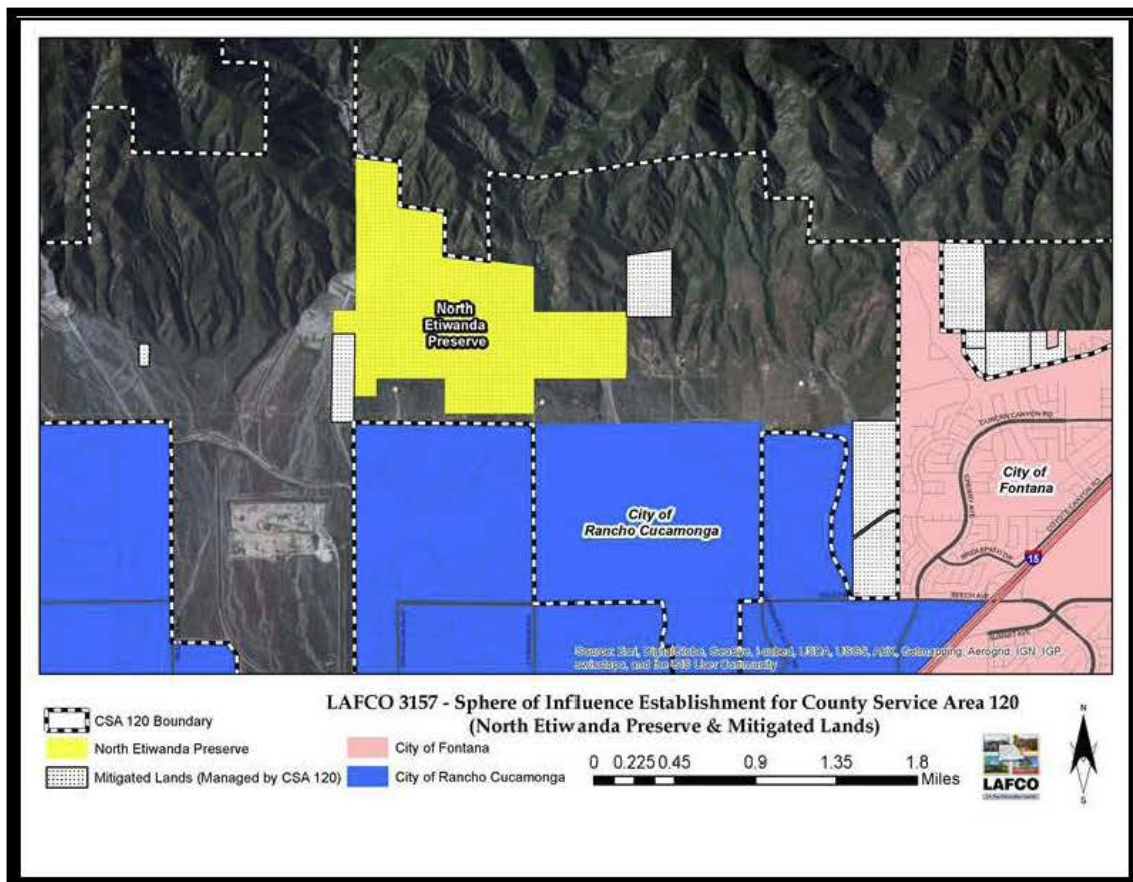 North
Etiwanda
Preserve
DUNCAN CANYON RD
City of
Fontana
CHERRY AVE
COYOTE CANYON RD
City of
Rancho Cucamonga
BRIDLEPATH DR
15
BEECH AVE
Source: Esri, DigitalGlobe, GeoEye, i-cubed, USDA, USGS, AEX, Getmapping, Aerogrid, IGN, IGP,
swisstopo, and the GIS User Community
LAFCO 3157 - Sphere of Influence Establishment for County Service Area 120
(North Etiwanda Preserve & Mitigated Lands)
CSA 120 Boundary
North Etiwanda Preserve
Mitigated Lands (Managed by CSA 120)
City of Fontana
City of Rancho Cucamonga
0 0.225 0.45 0.9 1.35 1.8
Miles
LAFCO
N
S